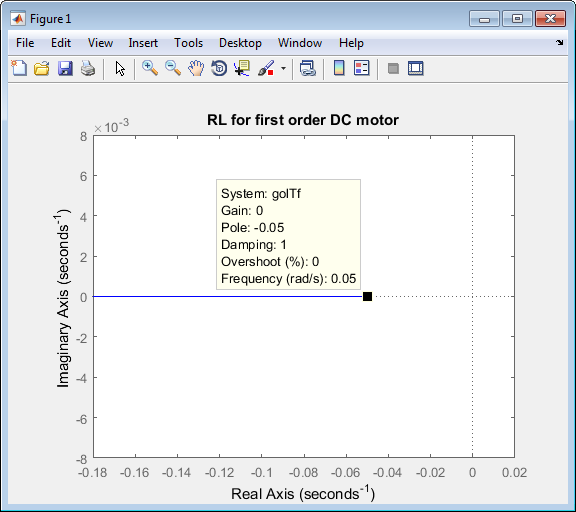 Figure 1
File Edit View Insert Tools Desktop Window Help
RL for first order DC motor
×10-3
8
6
4
2
0
-2
-4
-6
-8
Imaginary Axis (seconds-1)
System: golTf
Gain: 0
Pole: -0.05
Damping: 1
Overshoot (%): 0
Frequency (rad/s): 0.05
-0.18 -0.16 -0.14 -0.12 -0.1 -0.08 -0.06 -0.04 -0.02 0 0.02
Real Axis (seconds-1)